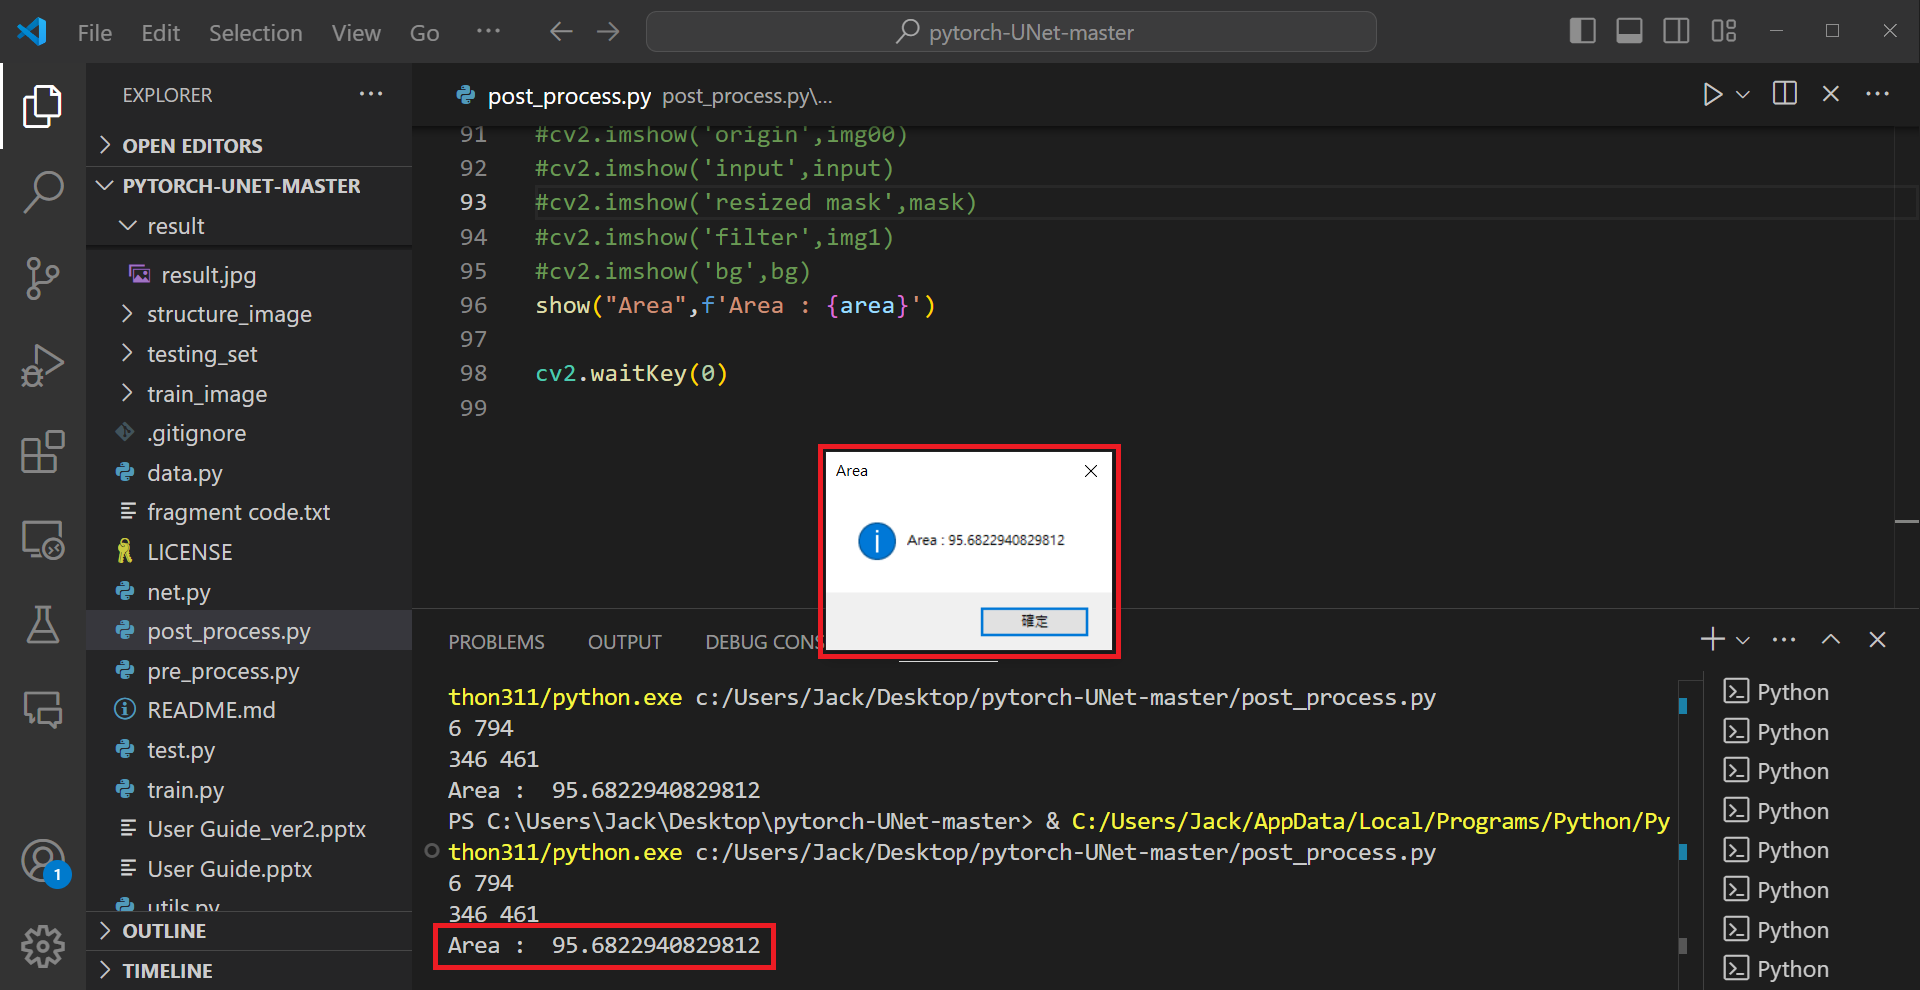 File Edit Selection View Go ··· pytorch-UNet-master
EXPLORER ···
OPEN EDITORS
PYTORCH-UNET-MASTER
result
result.jpg
structure_image
testing_set
train_image
.gitignore
data.py
fragment code.txt
LICENSE
net.py
post_process.py
pre_process.py
README.md
test.py
train.py
User Guide_ver2.pptx
User Guide.pptx
utils.py
OUTLINE
TIMELINE
1
post_process.py post_process.py\...
91 #cv2.imshow('origin',img00)
92 #cv2.imshow('input',input)
93 #cv2.imshow('resized mask',mask)
94 #cv2.imshow('filter',img1)
95 #cv2.imshow('bg',bg)
96 show("Area",f'Area : {area}')
97
98 cv2.waitKey(0)
99
Area
Area : 95.6822940829812
確定
PROBLEMS OUTPUT DEBUG CONS
thon311/python.exe c:/Users/Jack/Desktop/pytorch-UNet-master/post_process.py
6 794
346 461
Area :  95.6822940829812
PS C:\Users\Jack\Desktop\pytorch-UNet-master> & C:/Users/Jack/AppData/Local/Programs/Python/Py
thon311/python.exe c:/Users/Jack/Desktop/pytorch-UNet-master/post_process.py
6 794
346 461
Area :  95.6822940829812
Python
Python
Python
Python
Python
Python
Python
Python